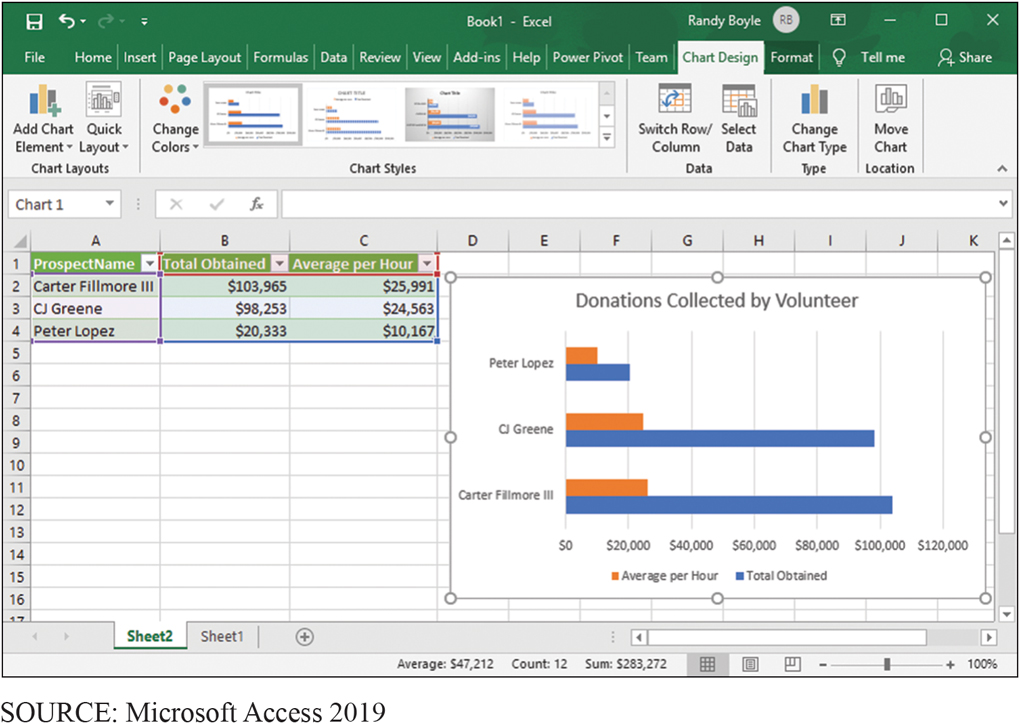 Book1 - Excel
Randy Boyle
RB
File Home Insert Page Layout Formulas Data Review View Add-ins Help Power Pivot Team Chart Design Format Tell me Share
Add Chart Element
Quick Layout
Change Colors
Switch Row/ Column
Select Data
Change Chart Type
Move Chart
Chart Layouts
Chart Styles
Data
Type
Location
Chart 1
fx
A B C D E F G H I J K
1 ProspectName Total Obtained Average per Hour
2 Carter Fillmore III $103,965 $25,991
3 CJ Greene $98,253 $24,563
4 Peter Lopez $20,333 $10,167
5
6
7
8
9
10
11
12
13
14
15
16
17
Donations Collected by Volunteer
Peter Lopez
CJ Greene
Carter Fillmore III
$0 $20,000 $40,000 $60,000 $80,000 $100,000 $120,000
Average per Hour Total Obtained
Sheet2 Sheet1
Average: $47,212 Count: 12 Sum: $283,272 100%
SOURCE: Microsoft Access 2019